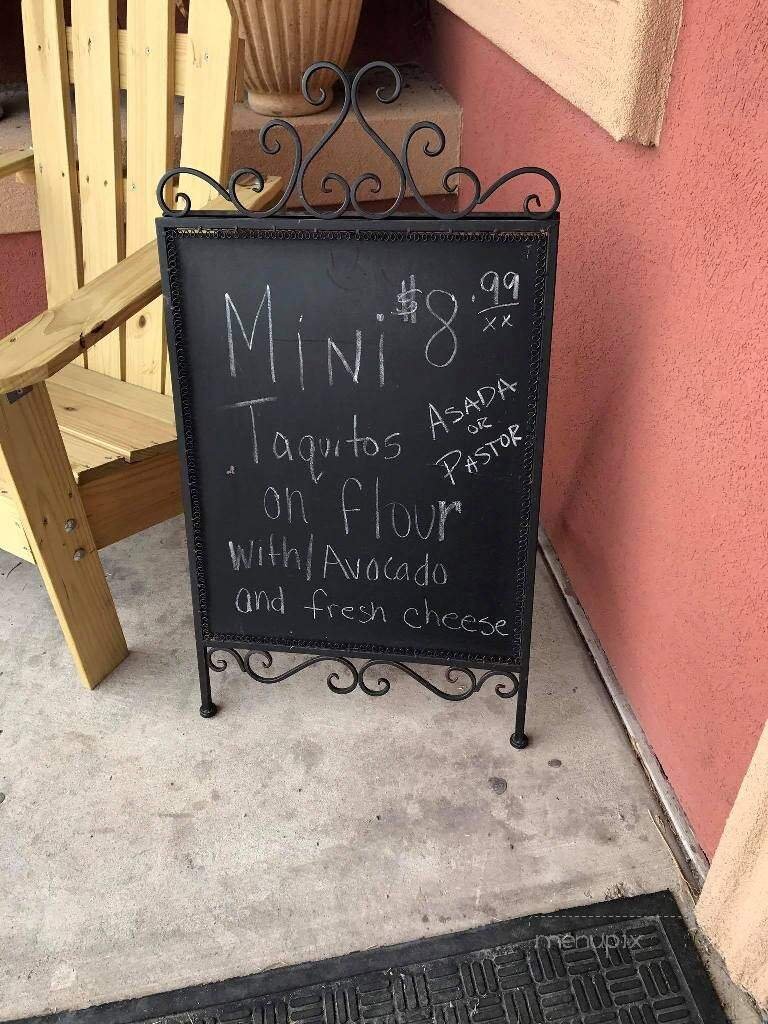 Mini $8.99
xx
Taquitos ASADA
OR
PASTOR
on flour
with/Avocado
and fresh cheese
menupix